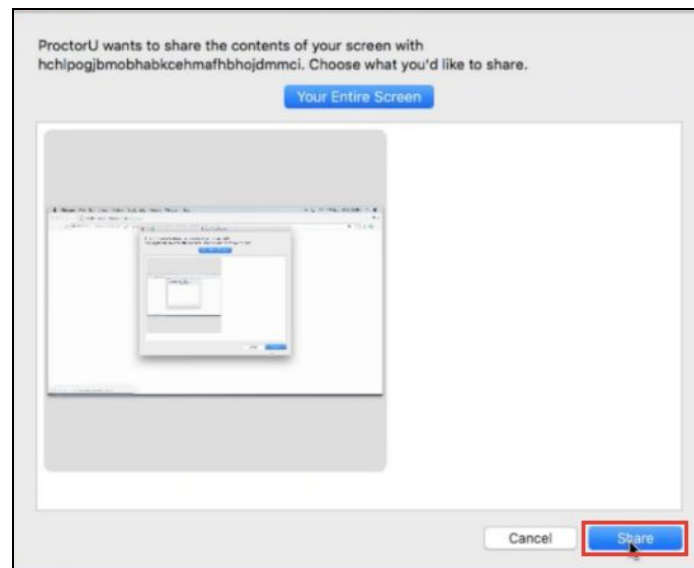 ProctorU wants to share the contents of your screen with
hchlpogjbmobhabkcehmafhbhojdmmci. Choose what you'd like to share.
Your Entire Screen
Cancel
Share